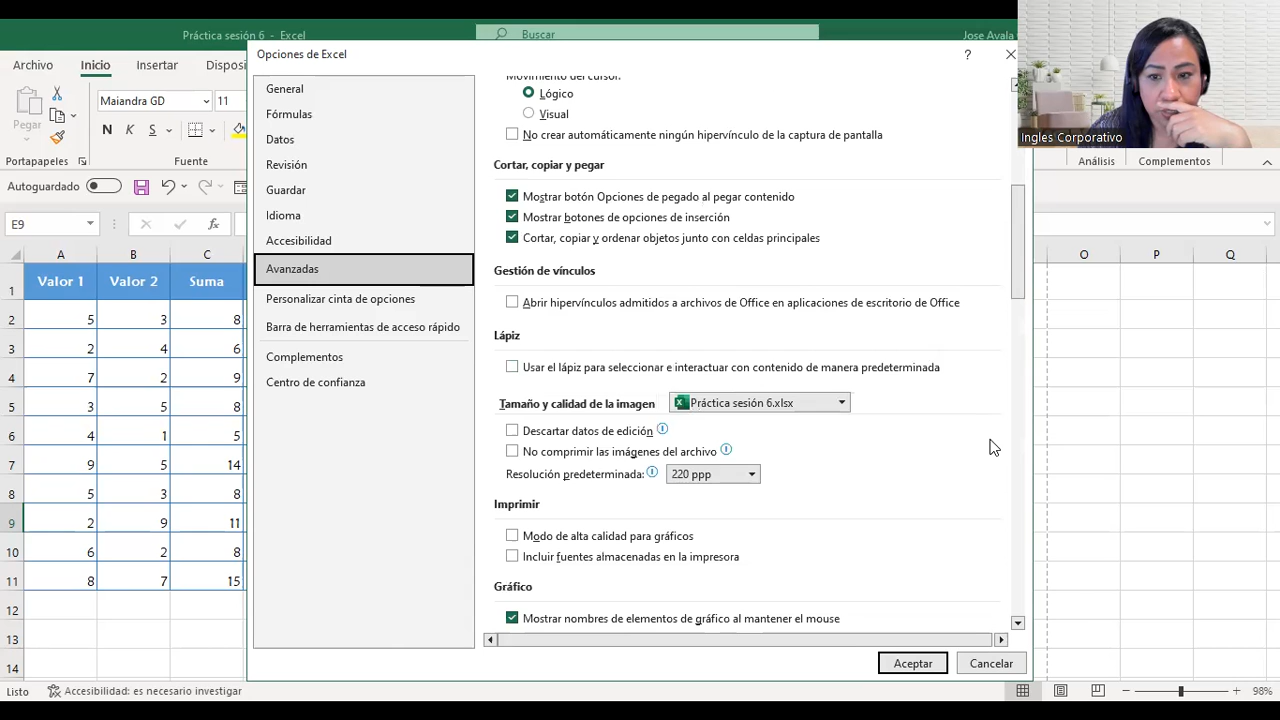 Práctica sesión 6 - Excel
Buscar
Jose Ayala
Archivo
Inicio
Insertar
Disposi
Pegar
Maiandra GD
11
N K S
Portapapeles
Fuente
Análisis
Complementos
Autoguardado
E9
fx
A B C O P Q
1 Valor 1 Valor 2 Suma
2 5 3 8
3 2 4 6
4 7 2 9
5 3 5 8
6 4 1 5
7 9 5 14
8 5 3 8
9 2 9 11
10 6 2 8
11 8 7 15
12
13
14
Listo
Accesibilidad: es necesario investigar
98%
Opciones de Excel
?
General
Fórmulas
Datos
Revisión
Guardar
Idioma
Accesibilidad
Avanzadas
Personalizar cinta de opciones
Barra de herramientas de acceso rápido
Complementos
Centro de confianza
Movimiento del cursor:
Lógico
Visual
No crear automáticamente ningún hipervínculo de la captura de pantalla
Cortar, copiar y pegar
Mostrar botón Opciones de pegado al pegar contenido
Mostrar botones de opciones de inserción
Cortar, copiar y ordenar objetos junto con celdas principales
Gestión de vínculos
Abrir hipervínculos admitidos a archivos de Office en aplicaciones de escritorio de Office
Lápiz
Usar el lápiz para seleccionar e interactuar con contenido de manera predeterminada
Tamaño y calidad de la imagen
Práctica sesión 6.xlsx
Descartar datos de edición
No comprimir las imágenes del archivo
Resolución predeterminada:
220 ppp
Imprimir
Modo de alta calidad para gráficos
Incluir fuentes almacenadas en la impresora
Gráfico
Mostrar nombres de elementos de gráfico al mantener el mouse
Aceptar
Cancelar
Ingles Corporativo